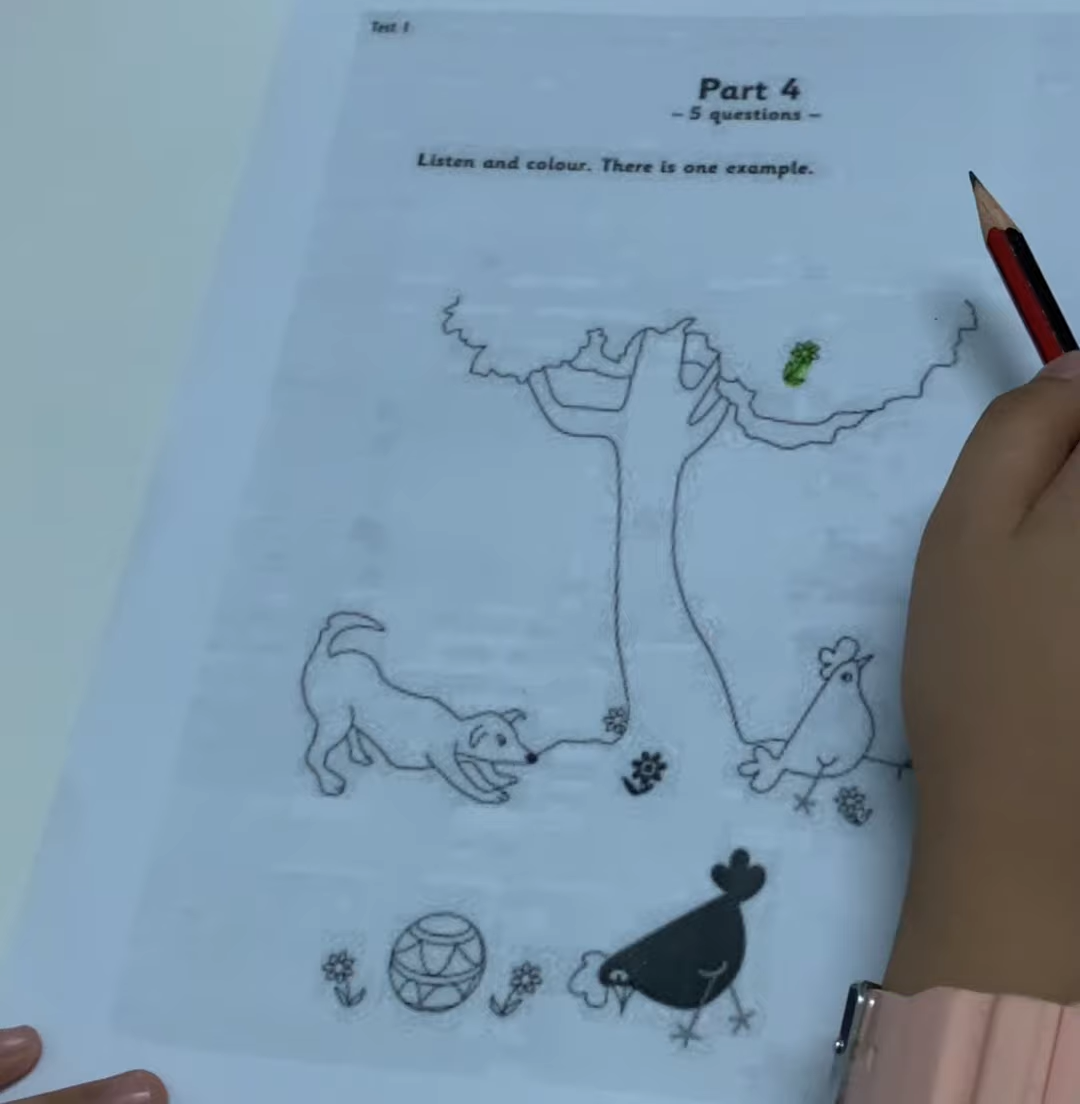 Test 1
Part 4
– 5 questions –
Listen and colour. There is one example.